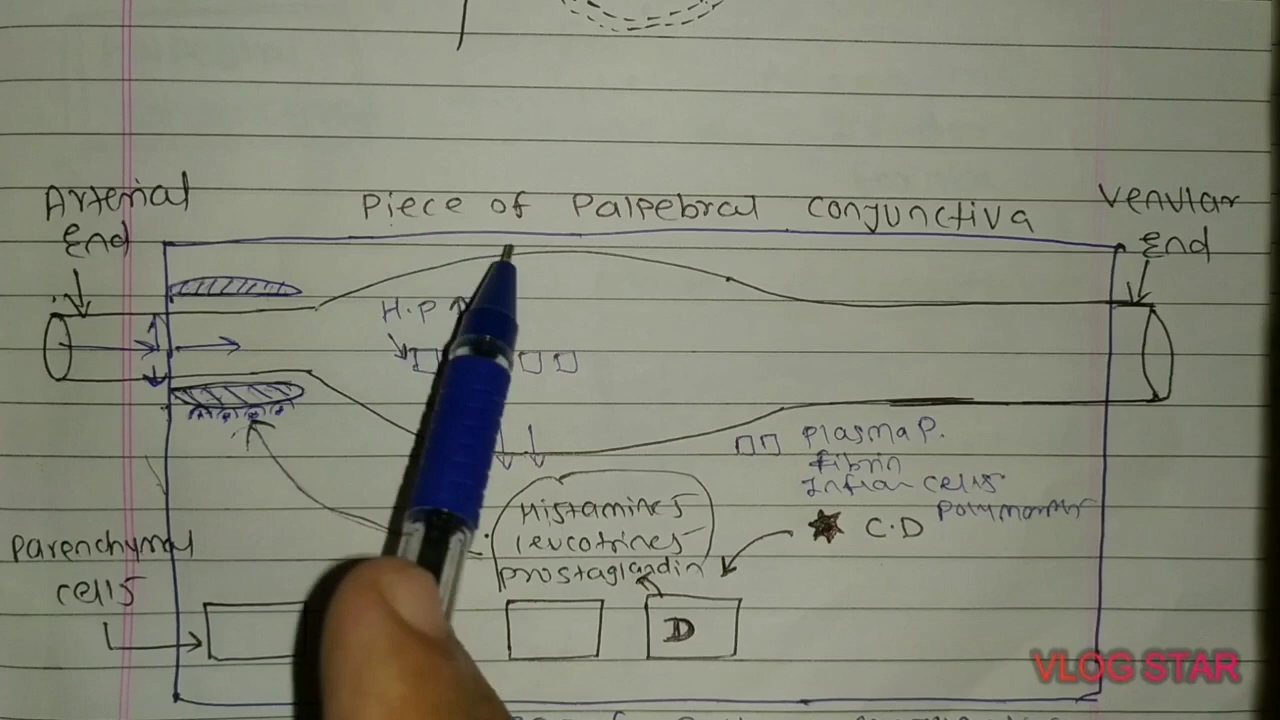 Arterial
End
Piece of Palpebral conjunctiva
Venular
End
H.P ↑
Plasma P.
fibrin
Inflam cells
Polymorphs
Histamines
leucotrines
prostaglandin
C.D
Parenchymal
cells
D
VLOG STAR